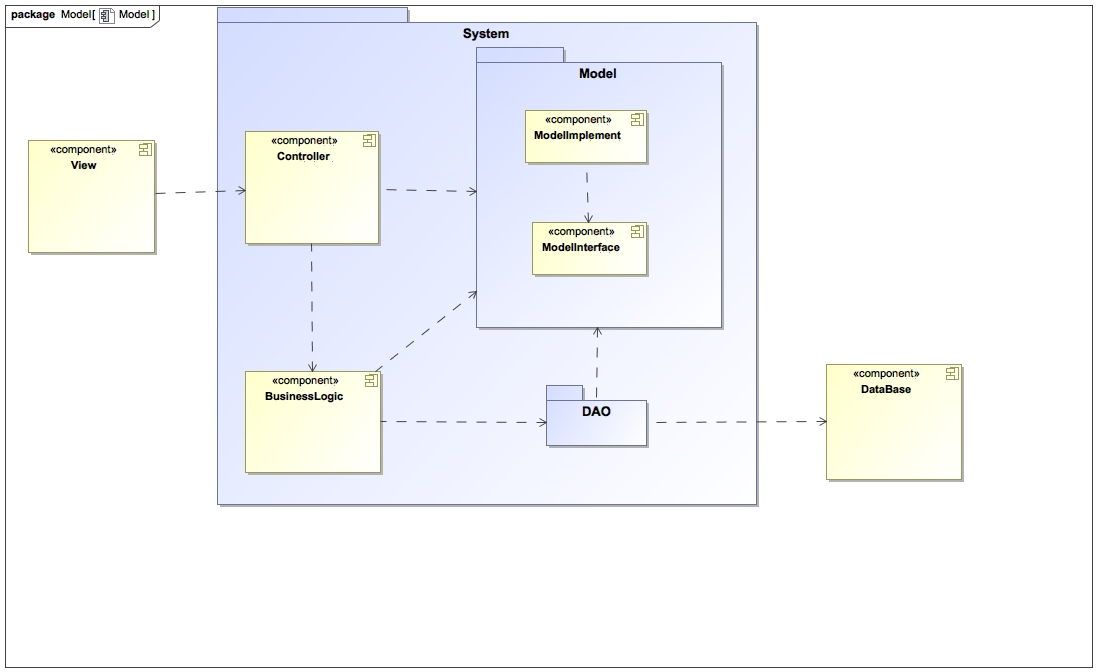 package Model[ Model ]
System
Model
«component»
ModelImplement
«component»
Controller
«component»
View
«component»
ModelInterface
«component»
BusinessLogic
DAO
«component»
DataBase